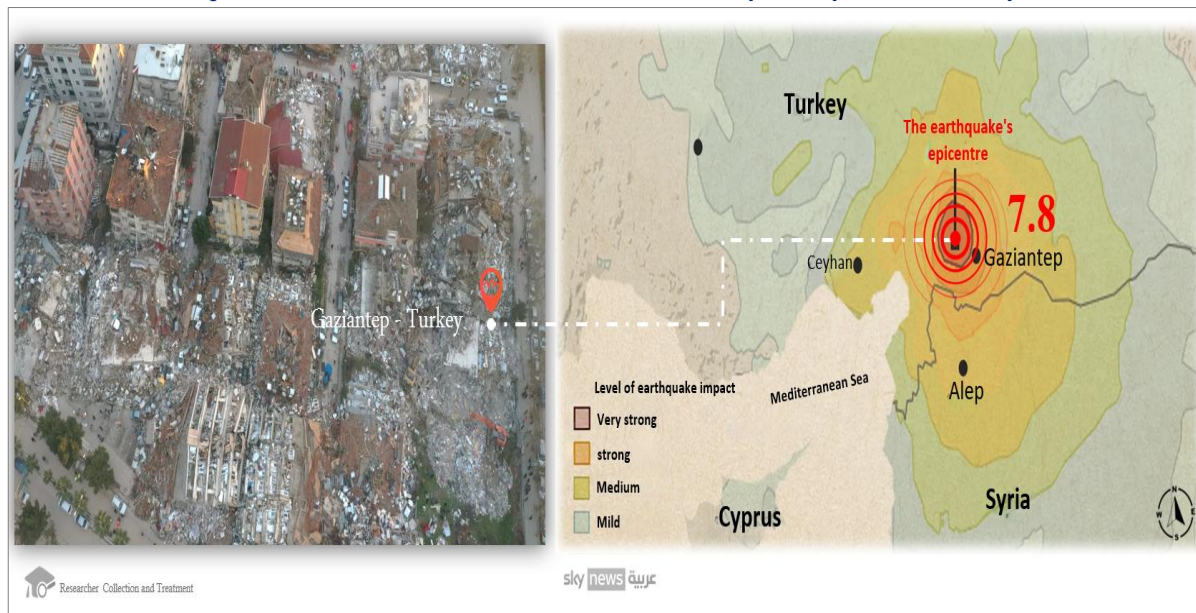 Gaziantep - Turkey
Researcher Collection and Treatment
Turkey
The earthquake's
epicentre
7.8
Ceyhan
Gaziantep
Level of earthquake impact
Mediterranean Sea
Very strong
strong
Alep
Medium
Mild
Cyprus
Syria
N
W E
S
sky news عربية